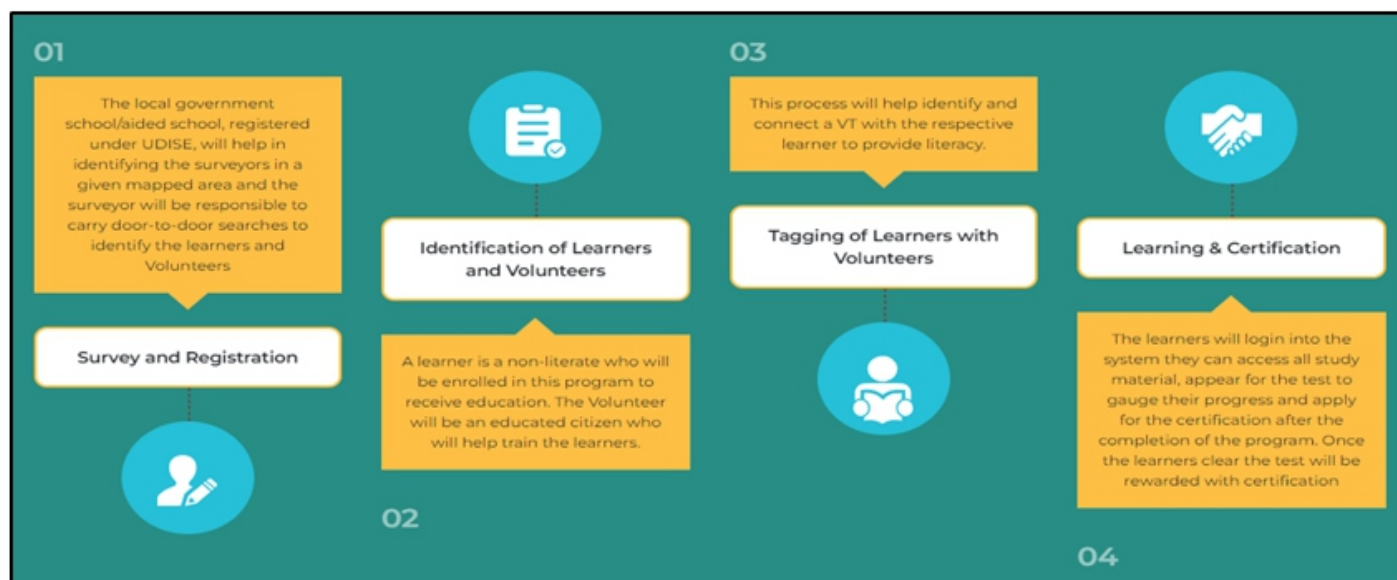 01
The local government
school/aided school, registered
under UDISE, will help in
identifying the surveyors in a
given mapped area and the
surveyor will be responsible to
carry door-to-door searches to
identify the learners and
Volunteers
Survey and Registration
Identification of Learners
and Volunteers
A learner is a non-literate who will
be enrolled in this program to
receive education. The Volunteer
will be an educated citizen who
will help train the learners.
02
03
This process will help identify and
connect a VT with the respective
learner to provide literacy.
Tagging of Learners with
Volunteers
Learning & Certification
The learners will login into the
system they can access all study
material, appear for the test to
gauge their progress and apply
for the certification after the
completion of the program. Once
the learners clear the test will be
rewarded with certification
04